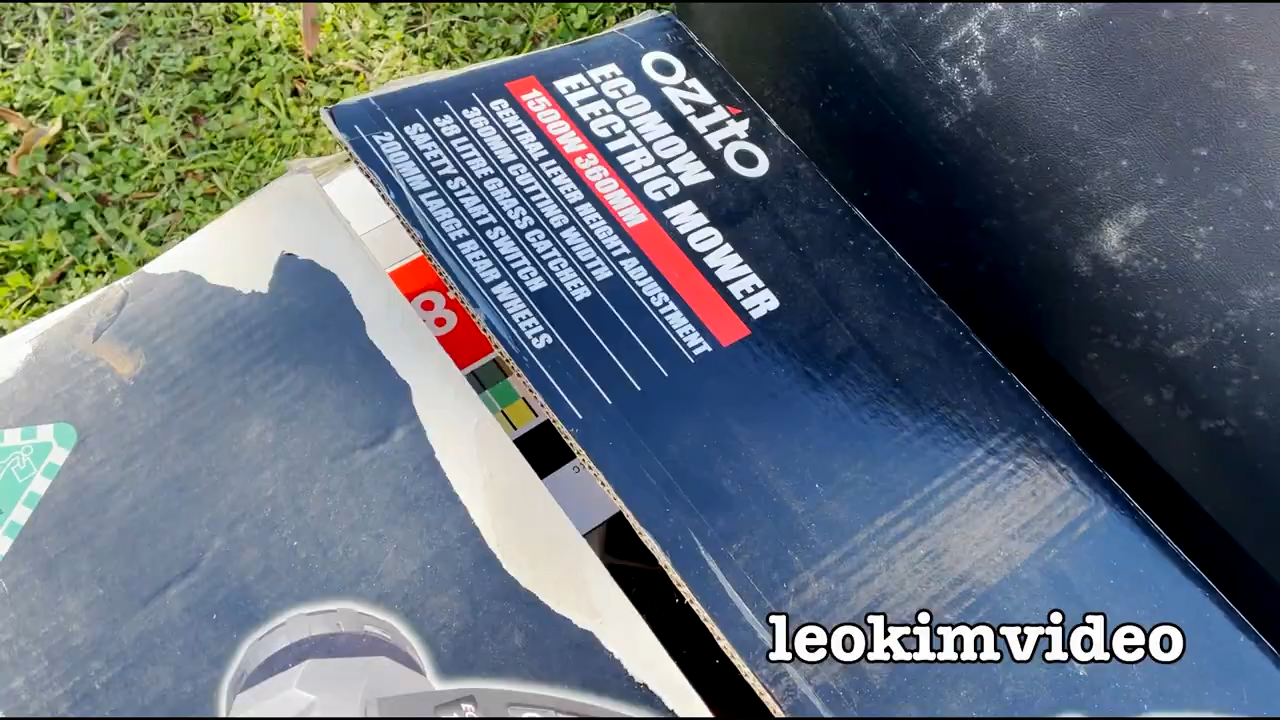 OZITO
ECOMOW
ELECTRIC MOWER
1500W 360MM
CENTRAL LEVER HEIGHT ADJUSTMENT
360MM CUTTING WIDTH
38 LITRE GRASS CATCHER
SAFETY START SWITCH
200MM LARGE REAR WHEELS
8
C
leokimvideo